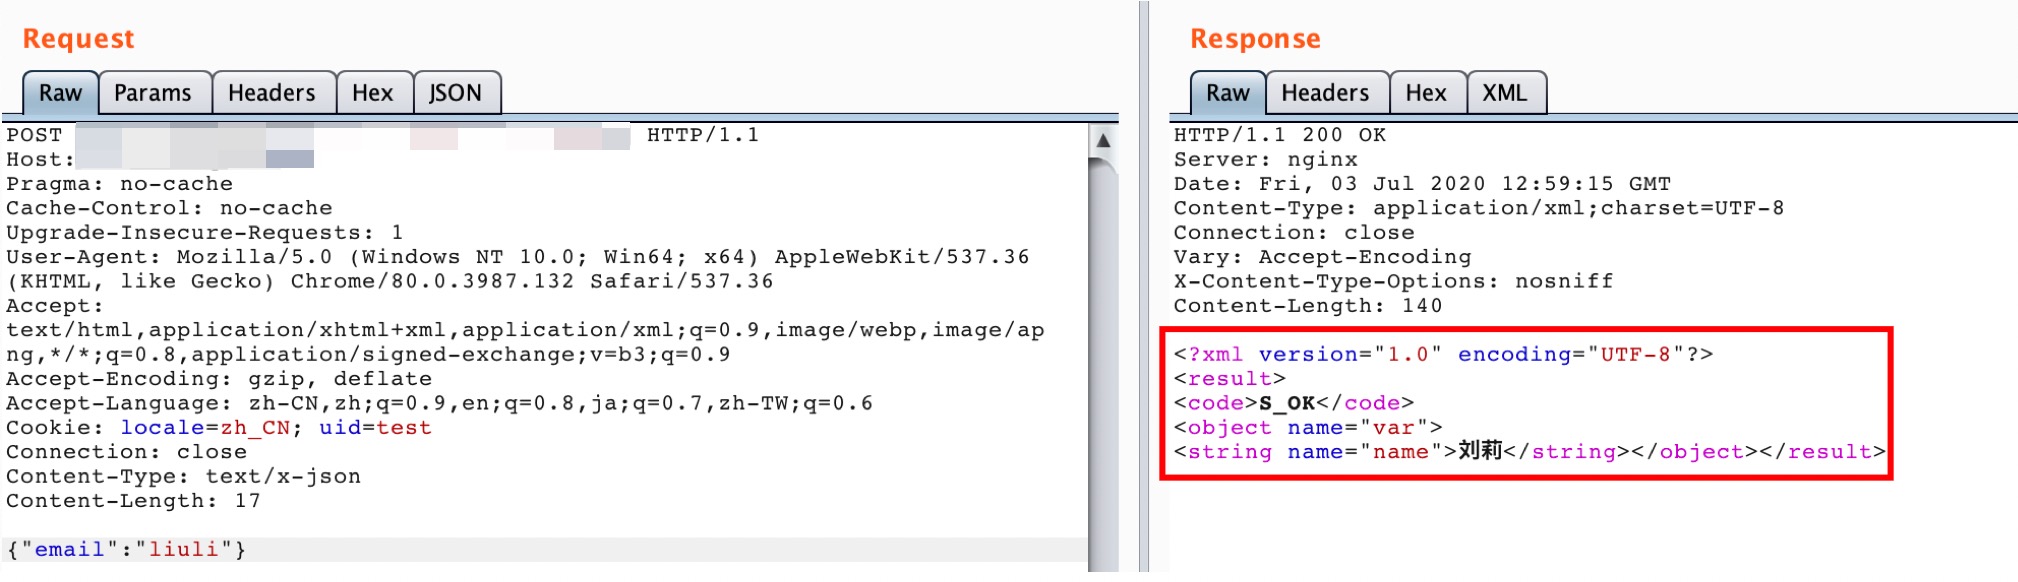 Request
Raw Params Headers Hex JSON
POST HTTP/1.1
Host:
Pragma: no-cache
Cache-Control: no-cache
Upgrade-Insecure-Requests: 1
User-Agent: Mozilla/5.0 (Windows NT 10.0; Win64; x64) AppleWebKit/537.36
(KHTML, like Gecko) Chrome/80.0.3987.132 Safari/537.36
Accept:
text/html,application/xhtml+xml,application/xml;q=0.9,image/webp,image/ap
ng,*/*;q=0.8,application/signed-exchange;v=b3;q=0.9
Accept-Encoding: gzip, deflate
Accept-Language: zh-CN,zh;q=0.9,en;q=0.8,ja;q=0.7,zh-TW;q=0.6
Cookie: locale=zh_CN; uid=test
Connection: close
Content-Type: text/x-json
Content-Length: 17
{"email":"liuli"}
Response
Raw Headers Hex XML
HTTP/1.1 200 OK
Server: nginx
Date: Fri, 03 Jul 2020 12:59:15 GMT
Content-Type: application/xml;charset=UTF-8
Connection: close
Vary: Accept-Encoding
X-Content-Type-Options: nosniff
Content-Length: 140
<?xml version="1.0" encoding="UTF-8"?>
<result>
<code>S_OK</code>
<object name="var">
<string name="name">刘莉</string></object></result>